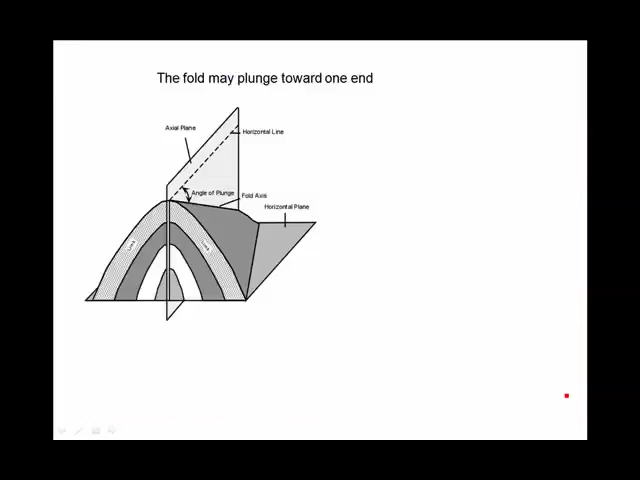 The fold may plunge toward one end
Axial Plane
Horizontal Line
Angle of Plunge
Fold Axis
Horizontal Plane
Limb
Limb